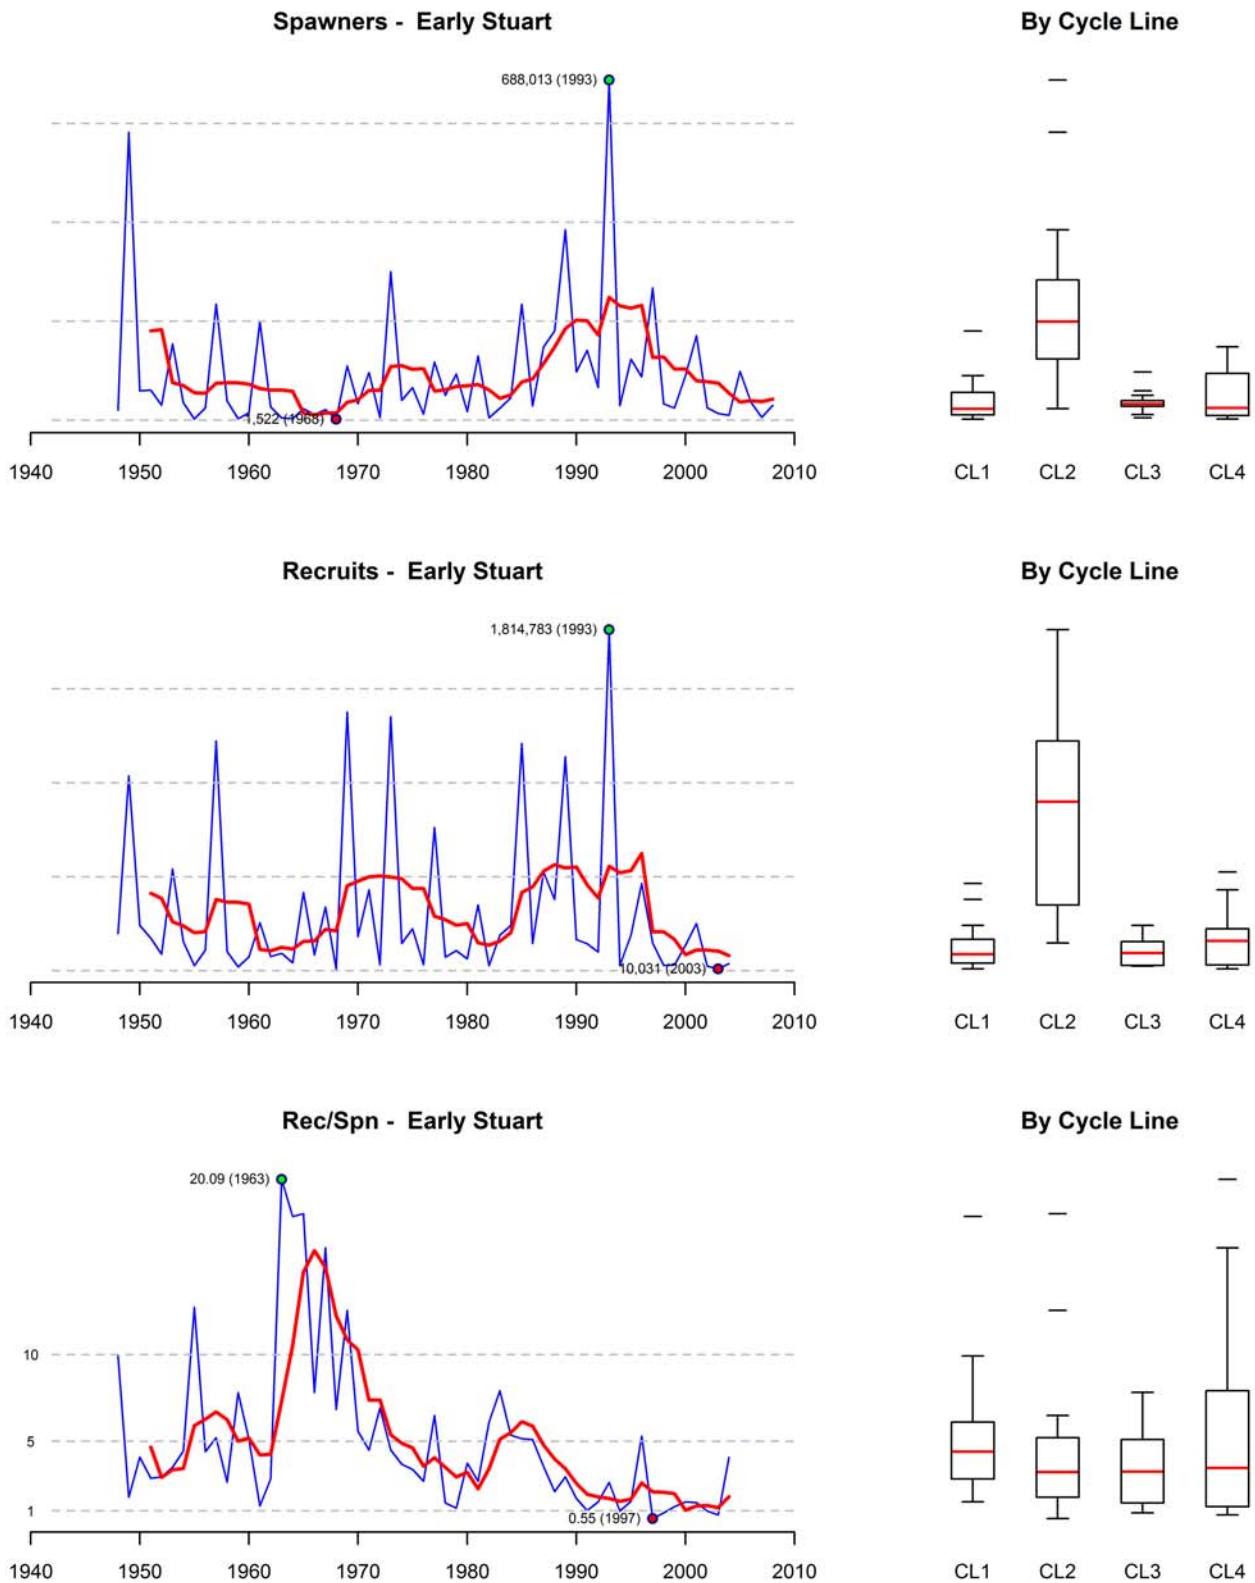 Spawners -  Early Stuart
By Cycle Line
688,013 (1993)
1,522 (1968)
1940 1950 1960 1970 1980 1990 2000 2010
CL1 CL2 CL3 CL4
Recruits -  Early Stuart
By Cycle Line
1,814,783 (1993)
10,031 (2003)
1940 1950 1960 1970 1980 1990 2000 2010
CL1 CL2 CL3 CL4
Rec/Spn -  Early Stuart
By Cycle Line
20.09 (1963)
10
5
1
0.55 (1997)
1940 1950 1960 1970 1980 1990 2000 2010
CL1 CL2 CL3 CL4